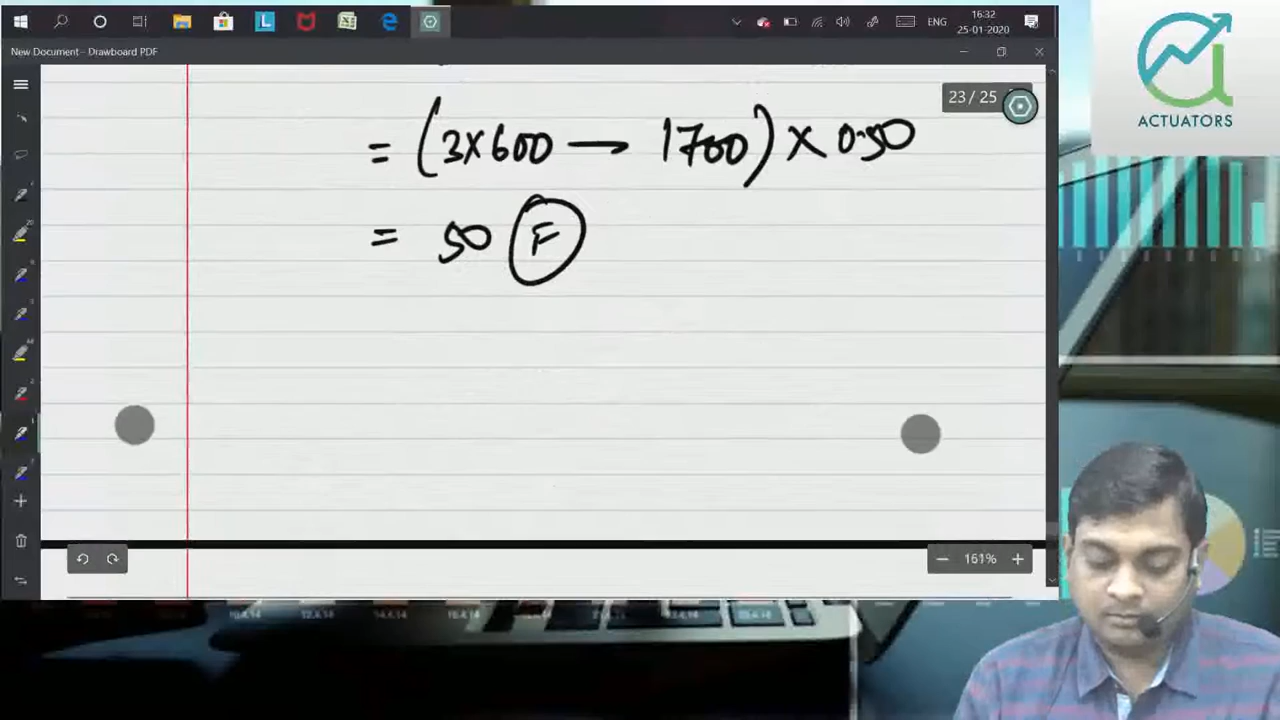 16:32
ENG
25-01-2020
New Document - Drawboard PDF
23 / 25
ACTUATORS
= (3x600 — 1700) x 0.50
= 50 F
161%